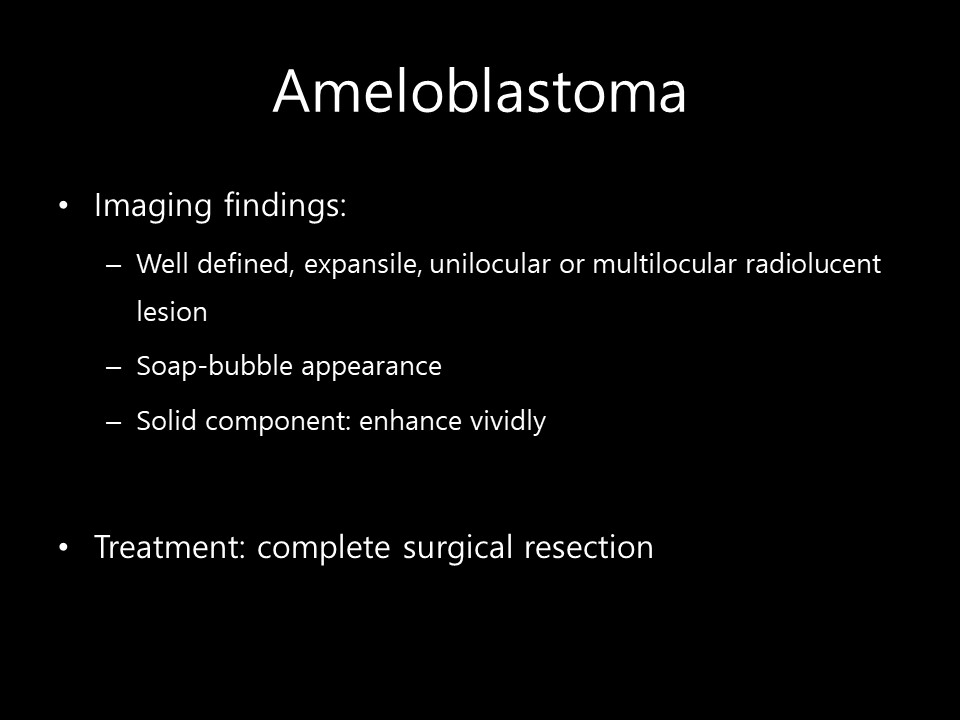 Ameloblastoma
• Imaging findings:
– Well defined, expansile, unilocular or multilocular radiolucent
lesion
– Soap-bubble appearance
– Solid component: enhance vividly
• Treatment: complete surgical resection